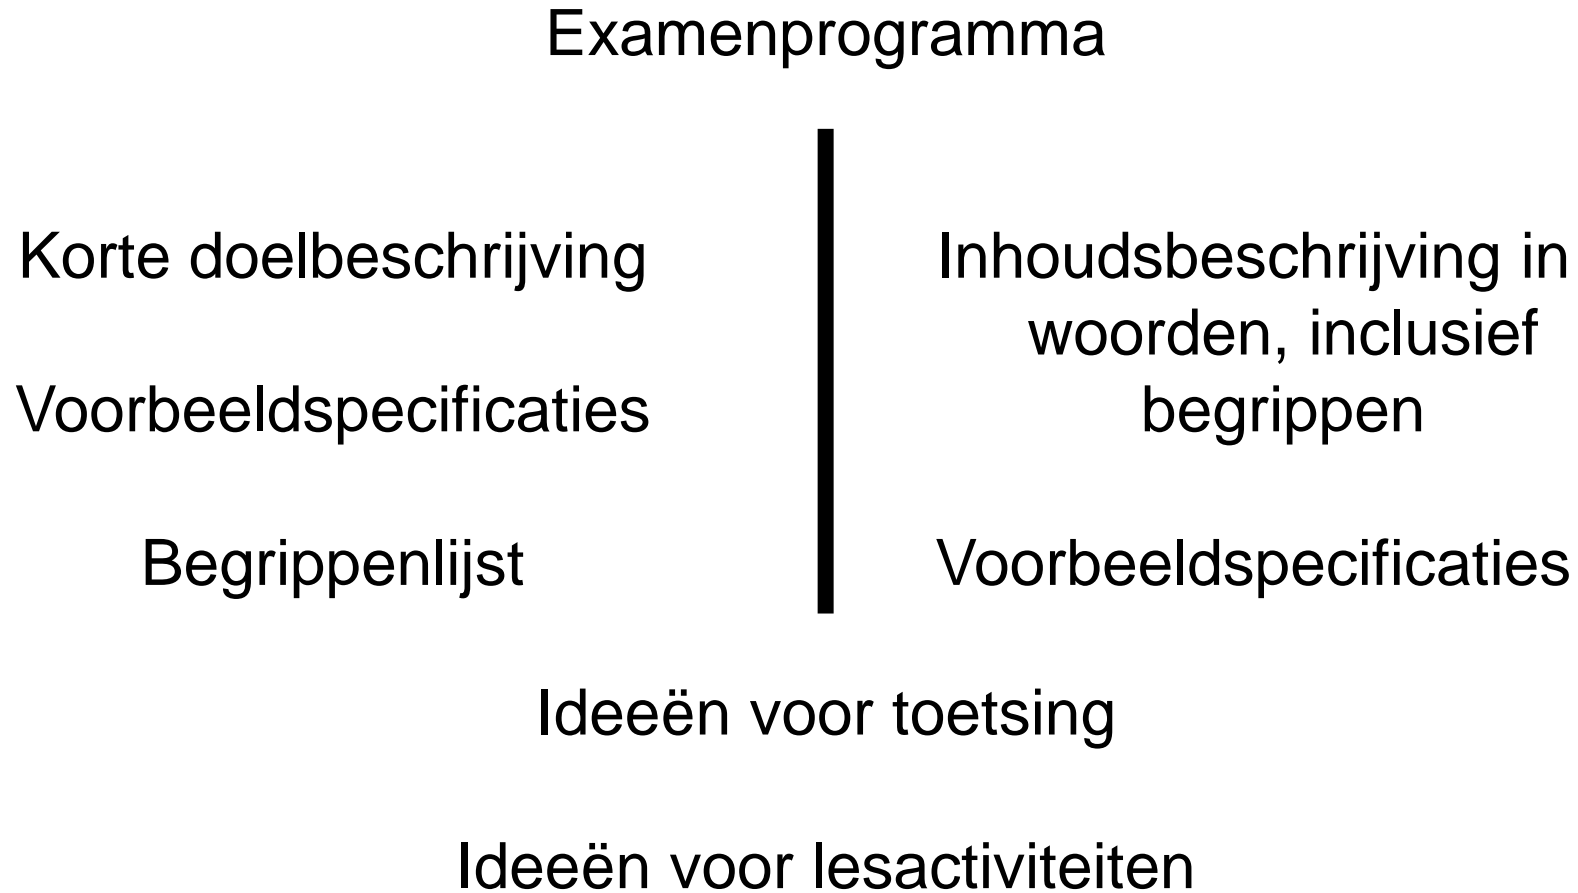 Examenprogramma
Korte doelbeschrijving
Voorbeeldspecificaties
Begrippenlijst
Inhoudsbeschrijving in
woorden, inclusief
begrippen
Voorbeeldspecificaties
Ideeën voor toetsing
Ideeën voor lesactiviteiten